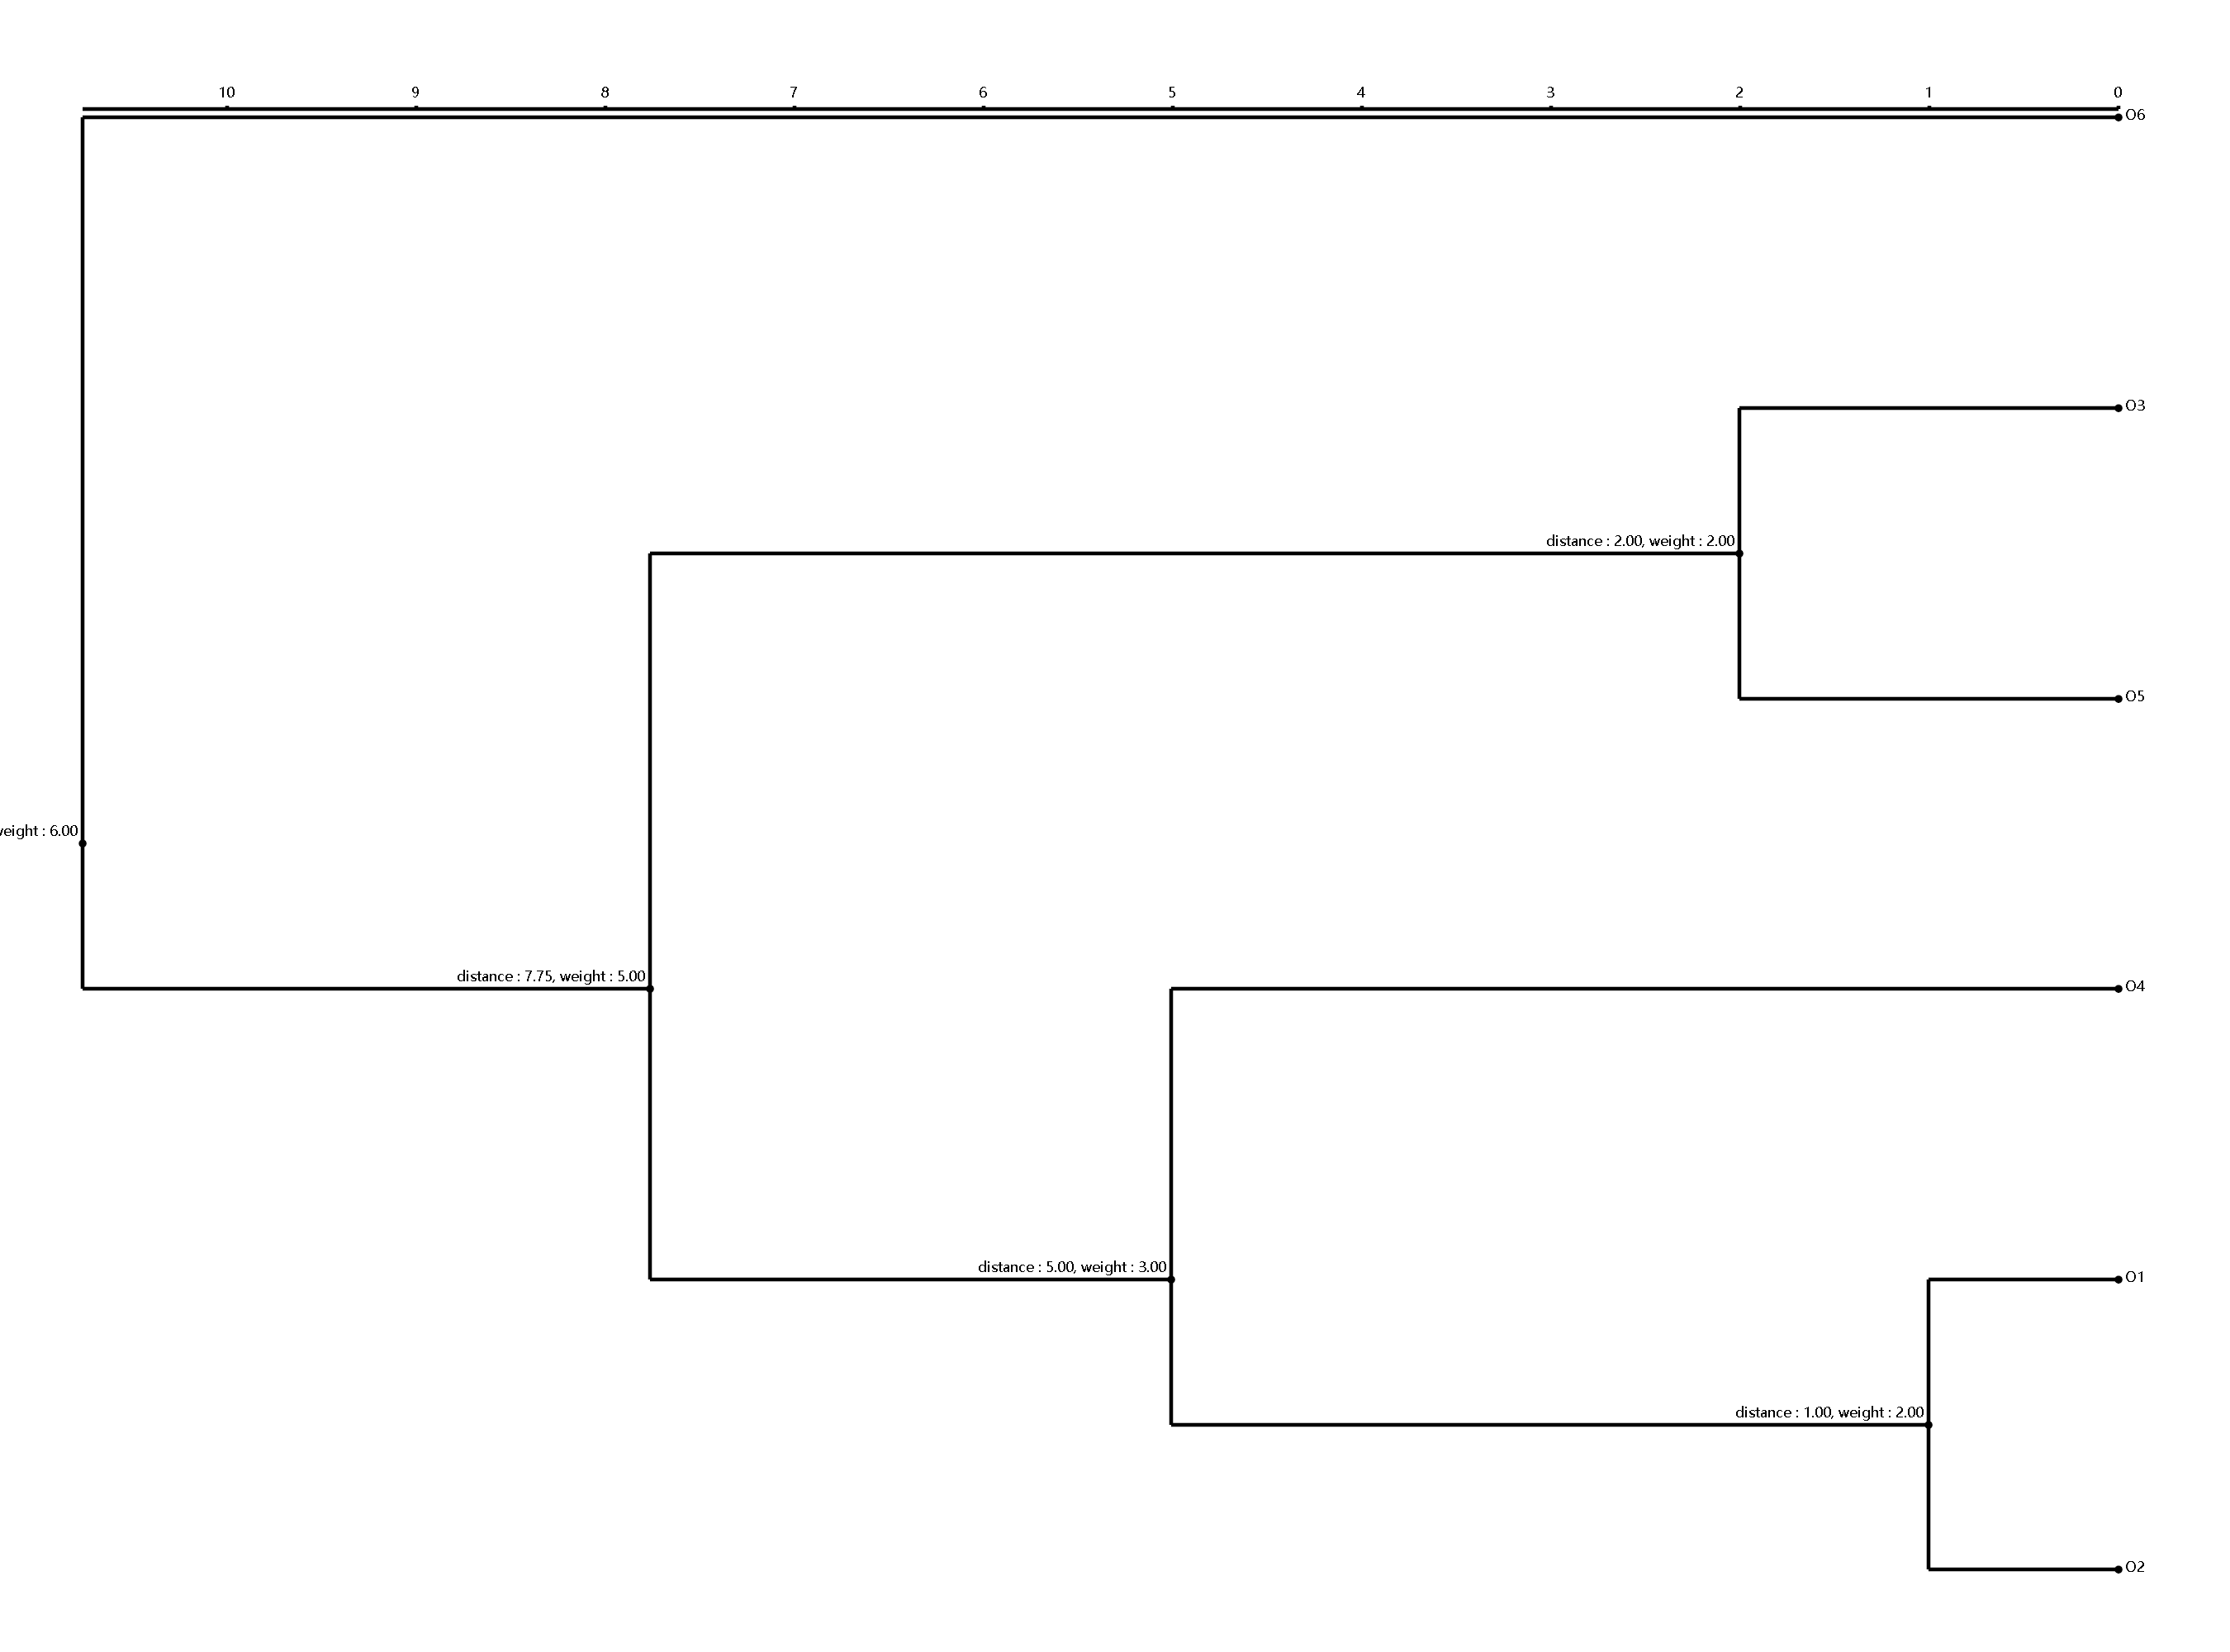 10 9 8 7 6 5 4 3 2 1 0
O6
O3
distance : 2.00, weight : 2.00
O5
weight : 6.00
distance : 7.75, weight : 5.00
O4
distance : 5.00, weight : 3.00
O1
distance : 1.00, weight : 2.00
O2